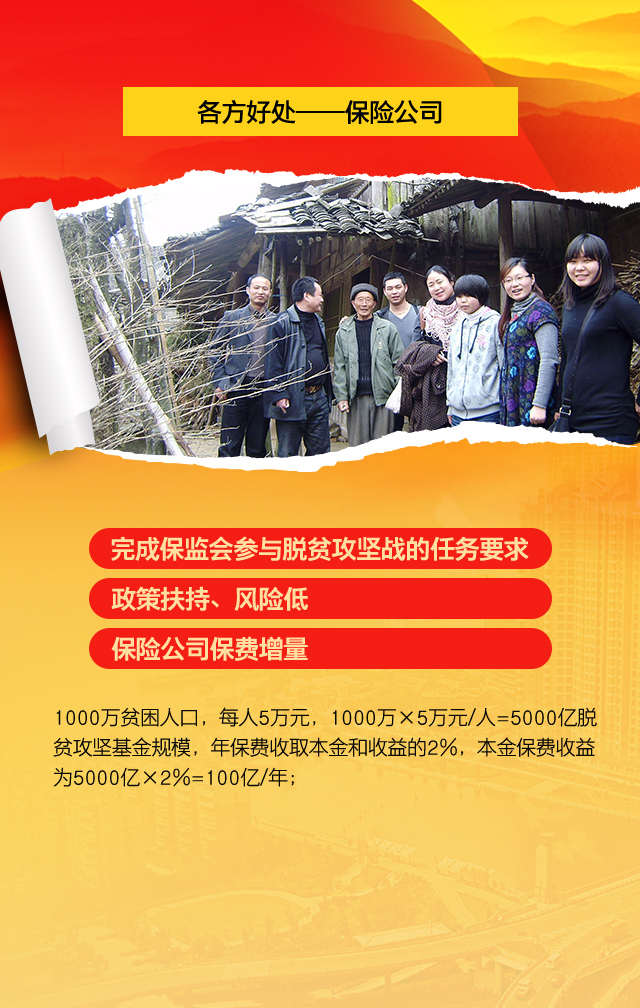 各方好处——保险公司
完成保监会参与脱贫攻坚战的任务要求
政策扶持、风险低
保险公司保费增量
1000万贫困人口，每人5万元，1000万×5万元/人=5000亿脱
贫攻坚基金规模，年保费收取本金和收益的2%，本金保费收益
为5000亿×2%=100亿/年；